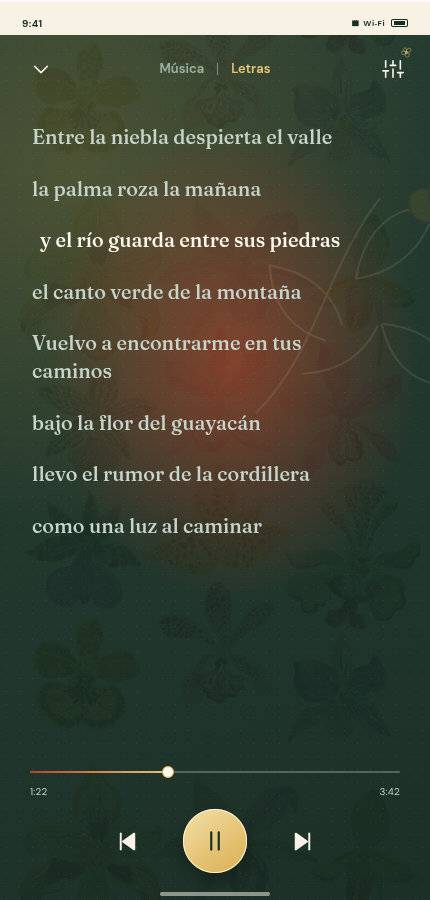 9:41 Wi-Fi
Música | Letras
Entre la niebla despierta el valle
la palma roza la mañana
y el río guarda entre sus piedras
el canto verde de la montaña
Vuelvo a encontrarme en tus
caminos
bajo la flor del guayacán
llevo el rumor de la cordillera
como una luz al caminar
1:22 3:42